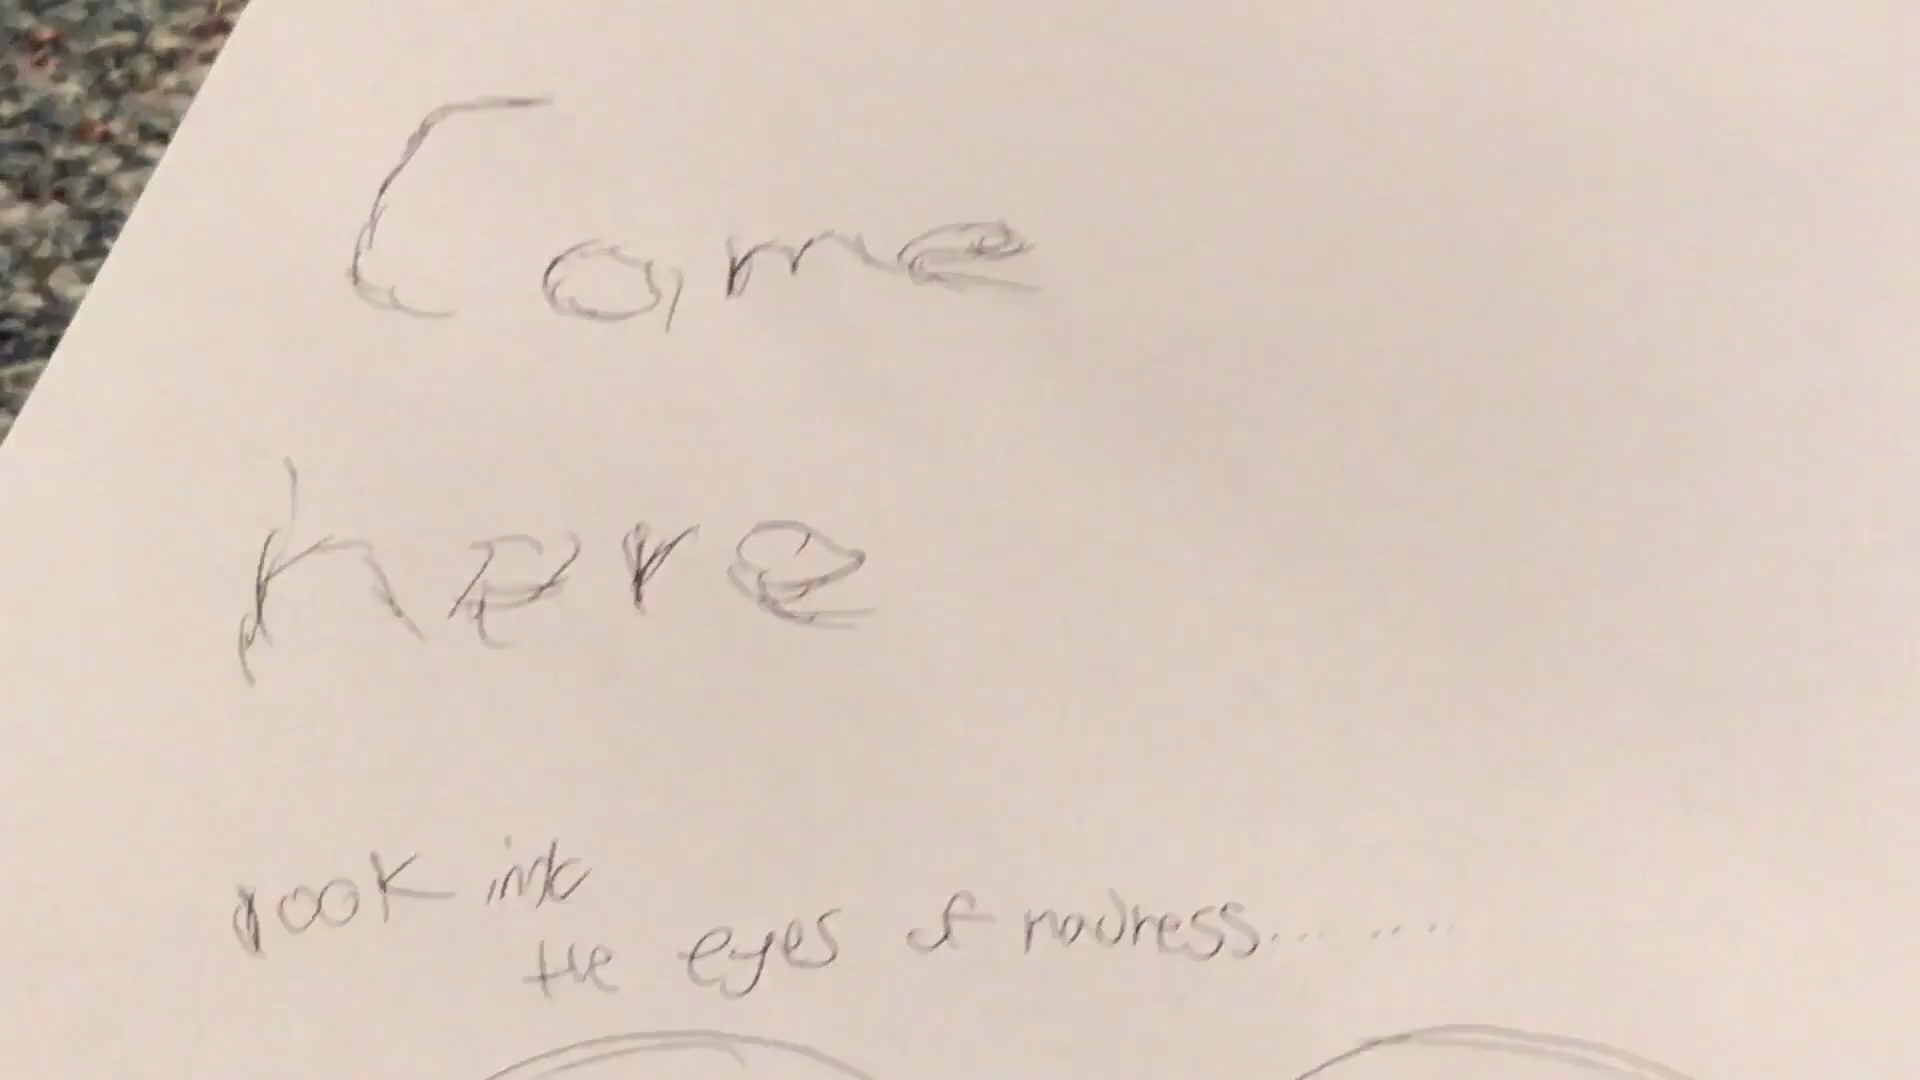 Come
here
look into
the eyes of madness........